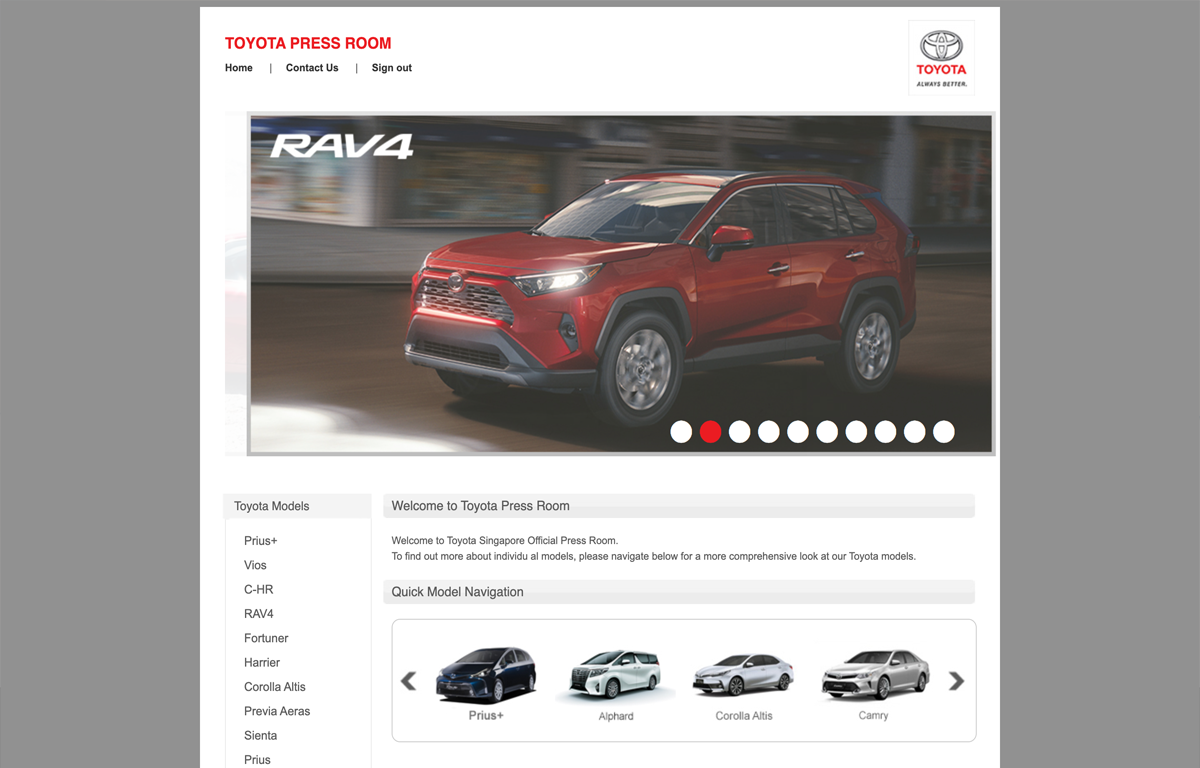 TOYOTA PRESS ROOM
Home | Contact Us | Sign out
TOYOTA
ALWAYS BETTER.
RAV4
Toyota Models
Prius+
Vios
C-HR
RAV4
Fortuner
Harrier
Corolla Altis
Previa Aeras
Sienta
Prius
Welcome to Toyota Press Room
Welcome to Toyota Singapore Official Press Room.
To find out more about individu al models, please navigate below for a more comprehensive look at our Toyota models.
Quick Model Navigation
Prius+
Alphard
Corolla Altis
Camry